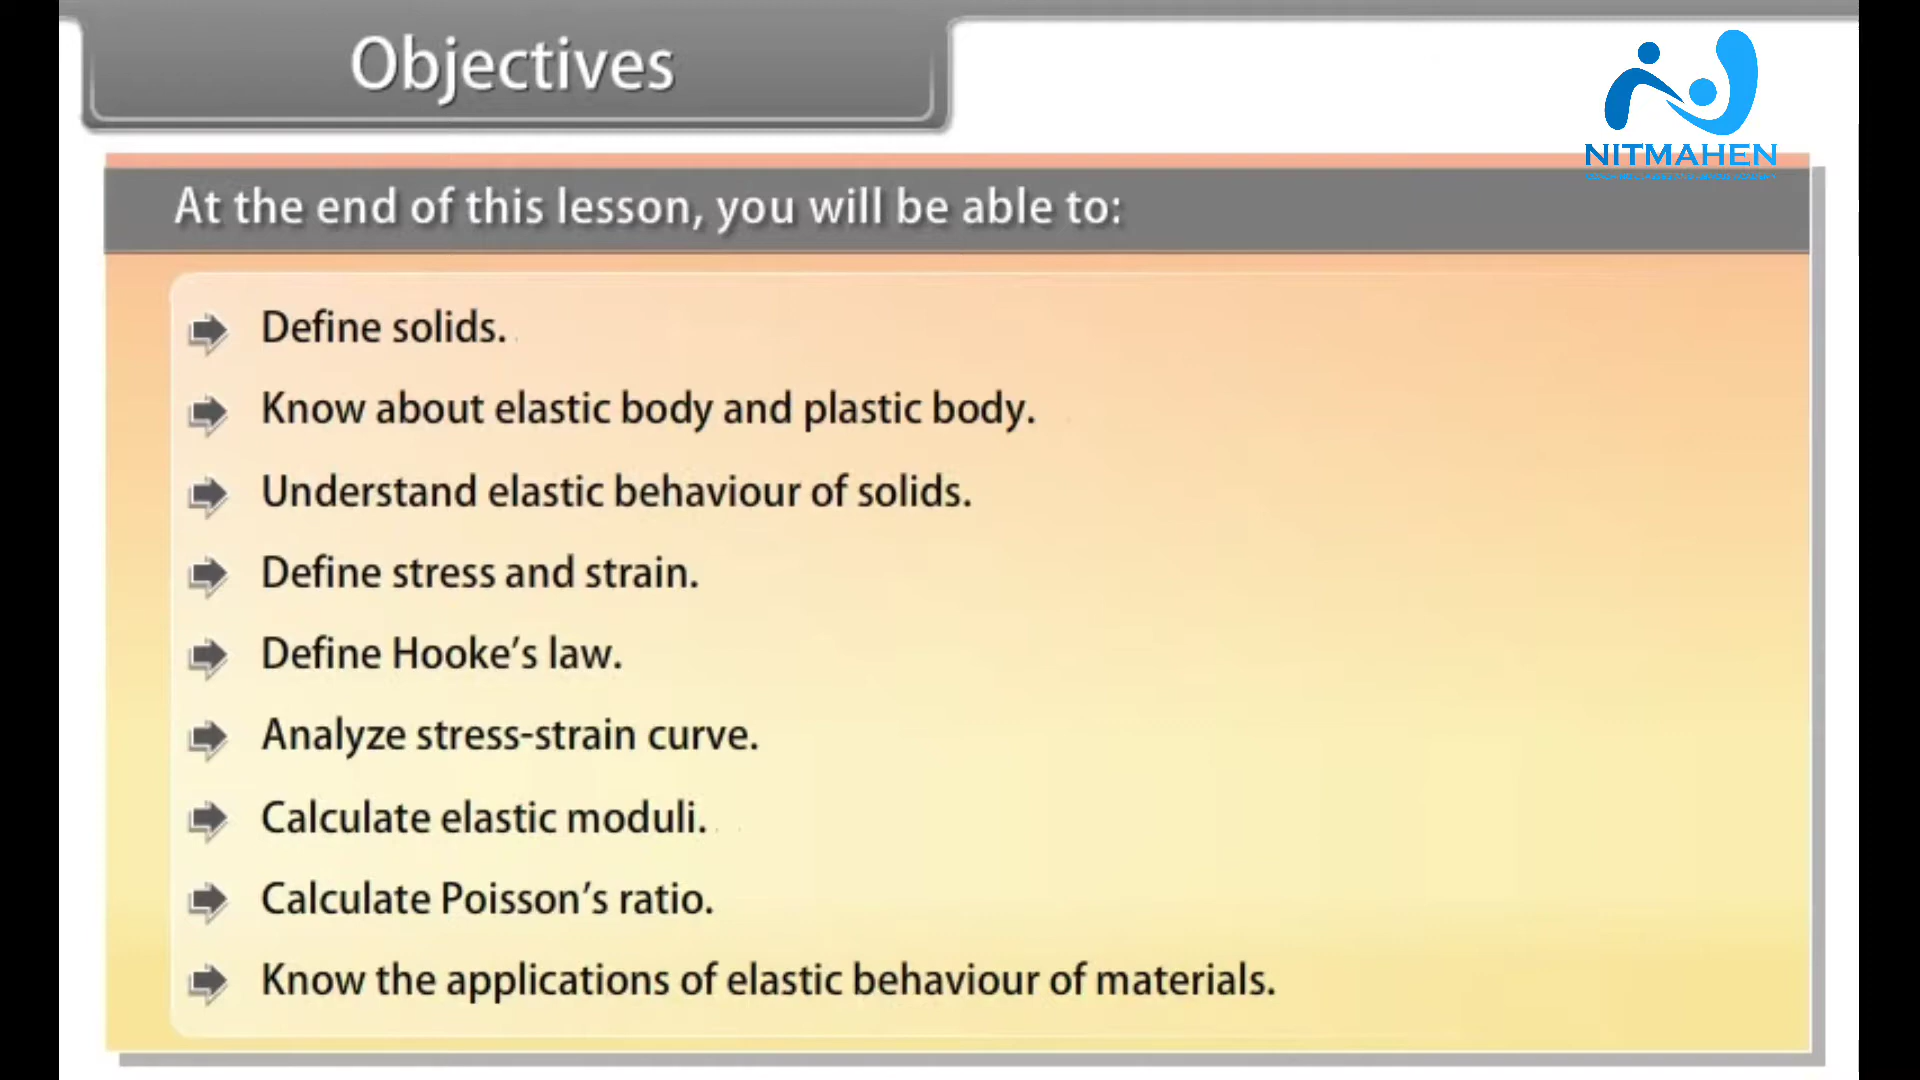 Objectives
NITMAHEN
At the end of this lesson, you will be able to:
Define solids.
Know about elastic body and plastic body.
Understand elastic behaviour of solids.
Define stress and strain.
Define Hooke’s law.
Analyze stress-strain curve.
Calculate elastic moduli.
Calculate Poisson’s ratio.
Know the applications of elastic behaviour of materials.